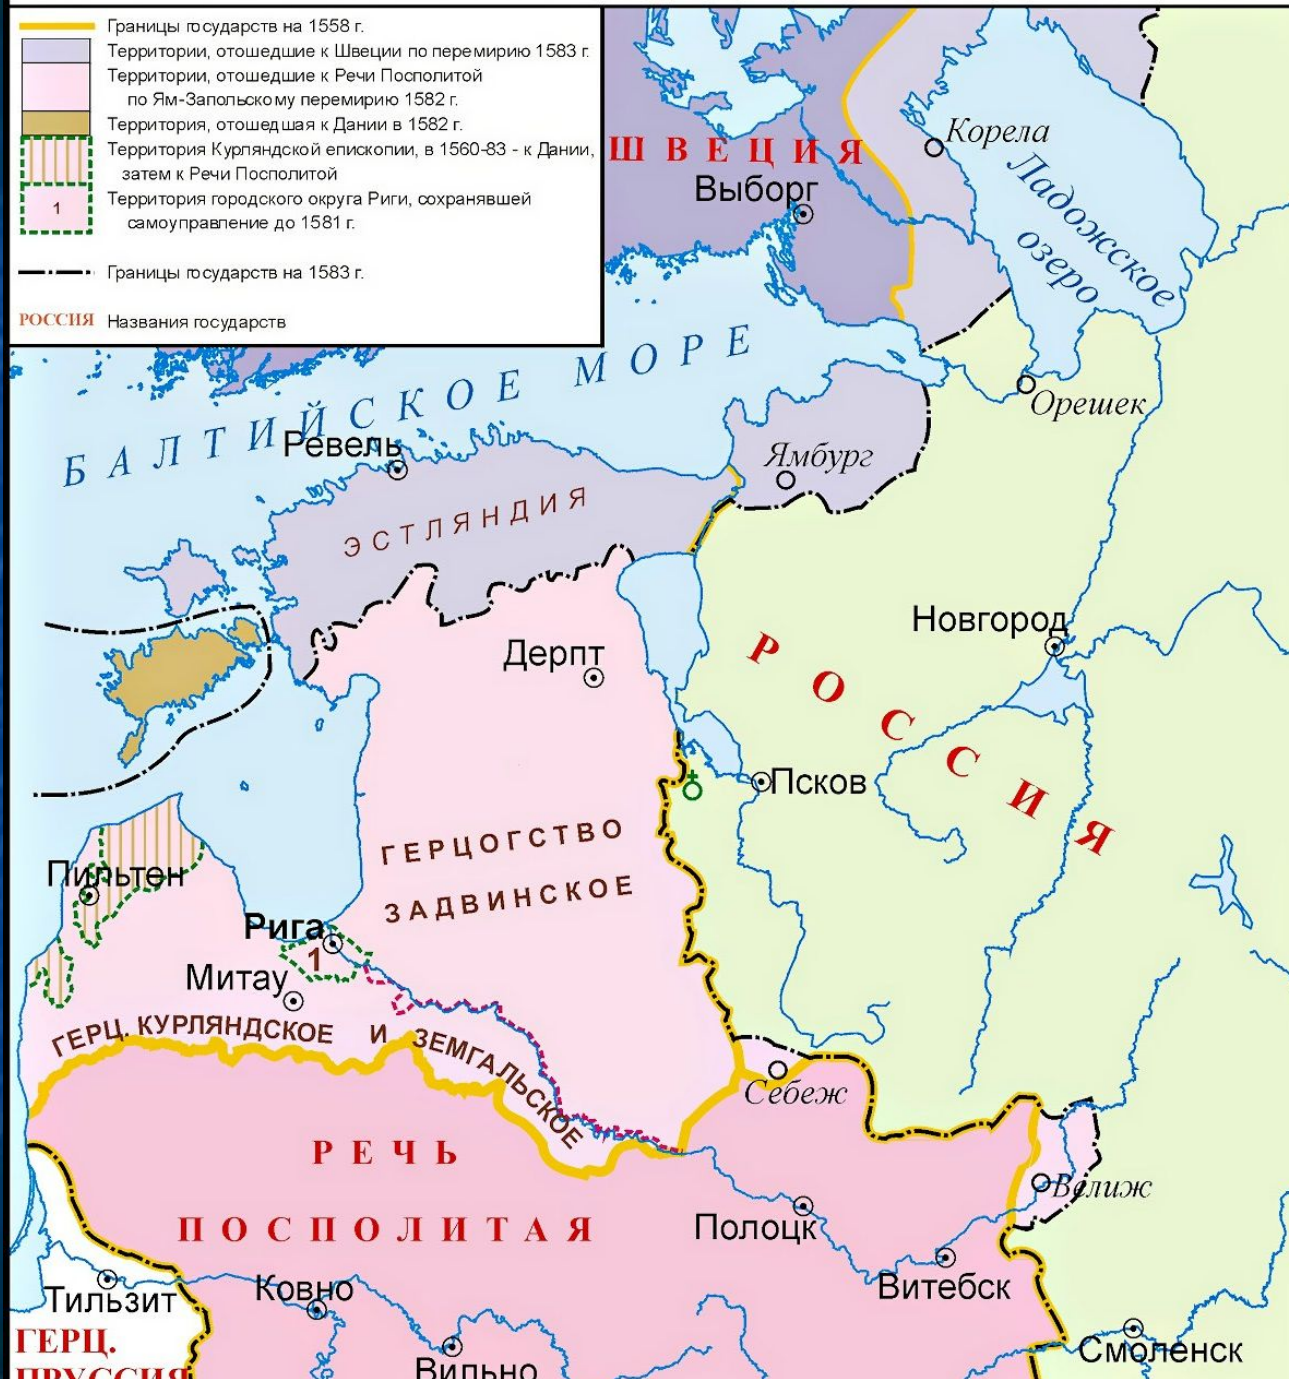 Границы государств на 1558 г.
Территории, отошедшие к Швеции по перемирию 1583 г.
Территории, отошедшие к Речи Посполитой
по Ям-Запольскому перемирию 1582 г.
Территория, отошедшая к Дании в 1582 г.
Территория Курляндской епископии, в 1560-83 - к Дании,
затем к Речи Посполитой
1
Территория городского округа Риги, сохранявшей
самоуправление до 1581 г.
Границы государств на 1583 г.
РОССИЯ
Названия государств
ШВЕЦИЯ
Корела
Выборг
Ладожское
озеро
БАЛТИЙСКОЕ МОРЕ
Орешек
Ревель
Ямбург
ЭСТЛЯНДИЯ
Новгород
Дерпт
РОССИЯ
Псков
ГЕРЦОГСТВО
ЗАДВИНСКОЕ
Пильтен
Рига
1
Митау
ГЕРЦ. КУРЛЯНДСКОЕ И ЗЕМГАЛЬСКОЕ
Себеж
РЕЧЬ
ПОСПОЛИТАЯ
Велиж
Полоцк
Витебск
Тильзит
Ковно
Смоленск
Вильно
ГЕРЦ.
ПРУССИЯ